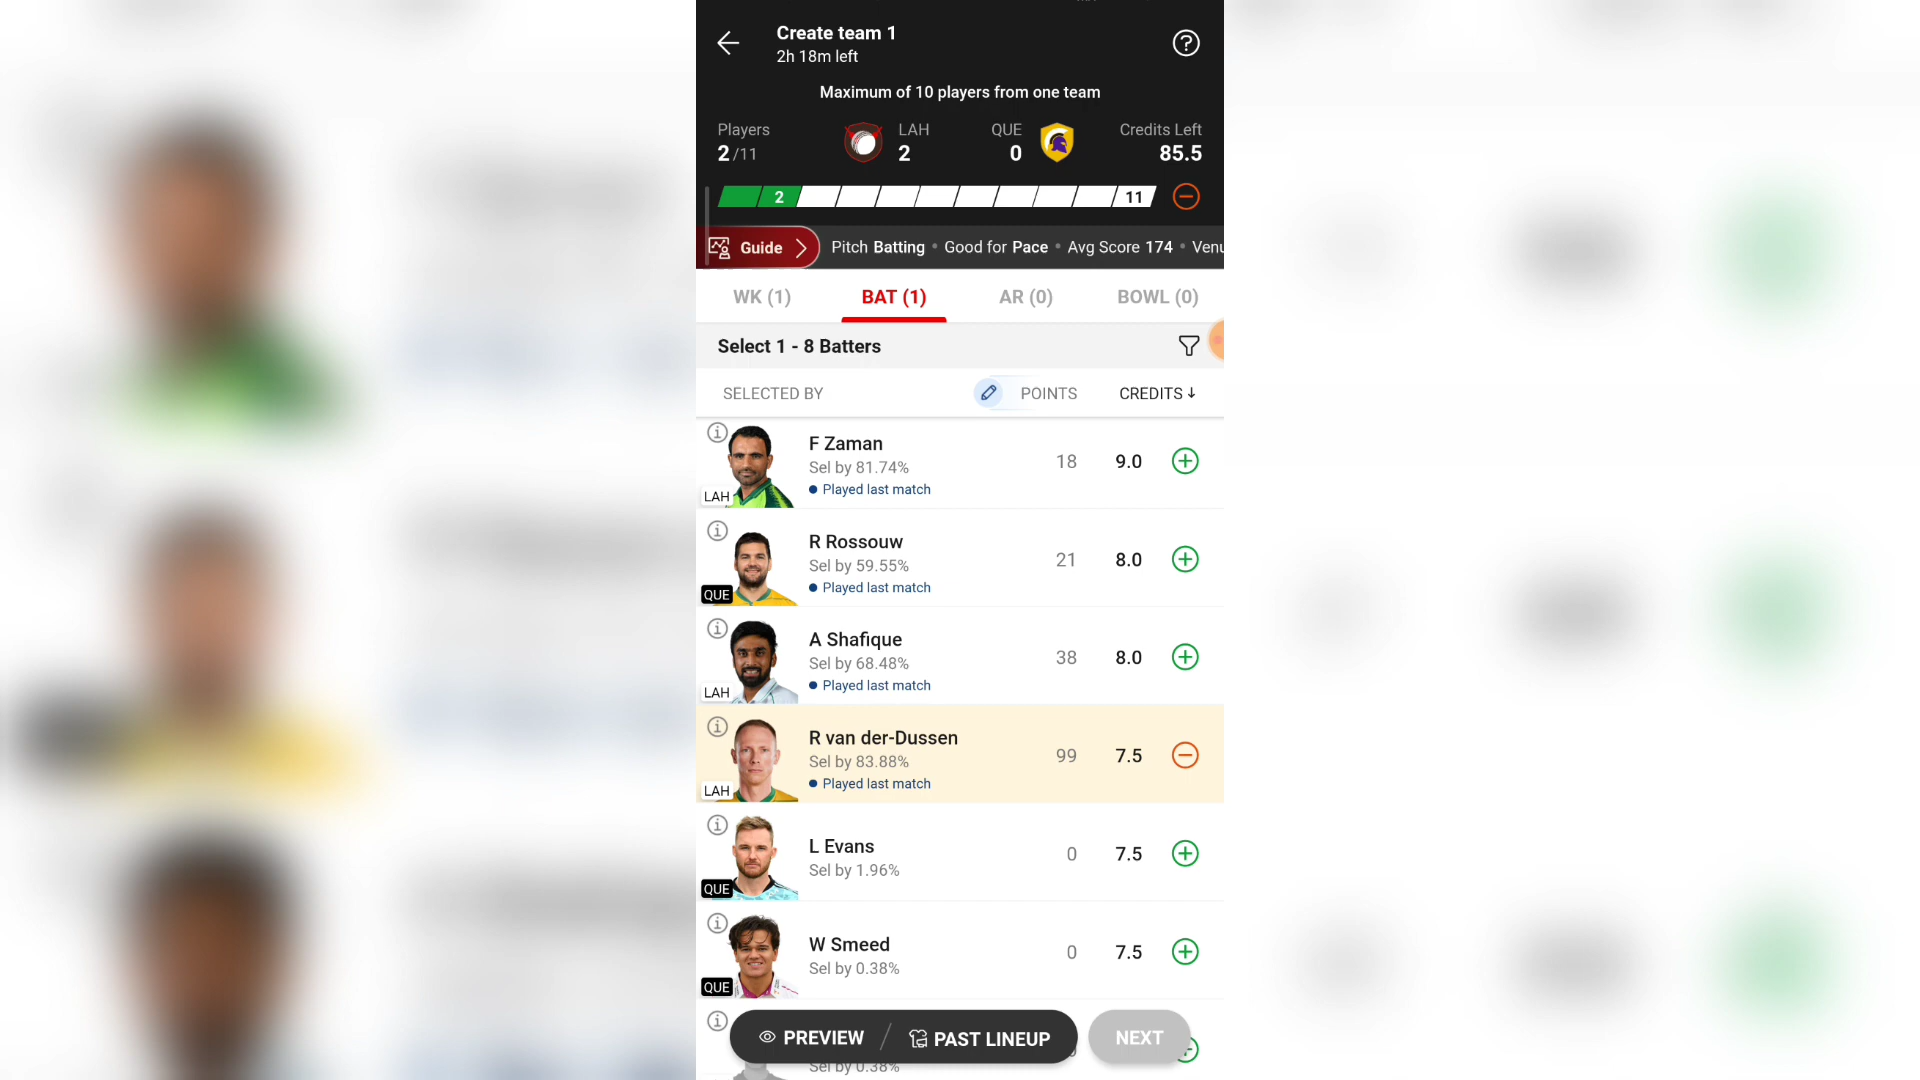 Create team 1
2h 18m left
Maximum of 10 players from one team
Players LAH QUE Credits Left
2/11 2 0 85.5
2 11
Guide Pitch Batting • Good for Pace • Avg Score 174 • Venu
WK (1) BAT (1) AR (0) BOWL (0)
Select 1 - 8 Batters
SELECTED BY POINTS CREDITS ↓
F Zaman
Sel by 81.74%
18 9.0
Played last match
LAH
R Rossouw
Sel by 59.55%
21 8.0
Played last match
QUE
A Shafique
Sel by 68.48%
38 8.0
Played last match
LAH
R van der-Dussen
Sel by 83.88%
99 7.5
Played last match
LAH
L Evans
Sel by 1.96%
0 7.5
QUE
W Smeed
Sel by 0.38%
0 7.5
QUE
PREVIEW / PAST LINEUP NEXT
Sel by 0.38%